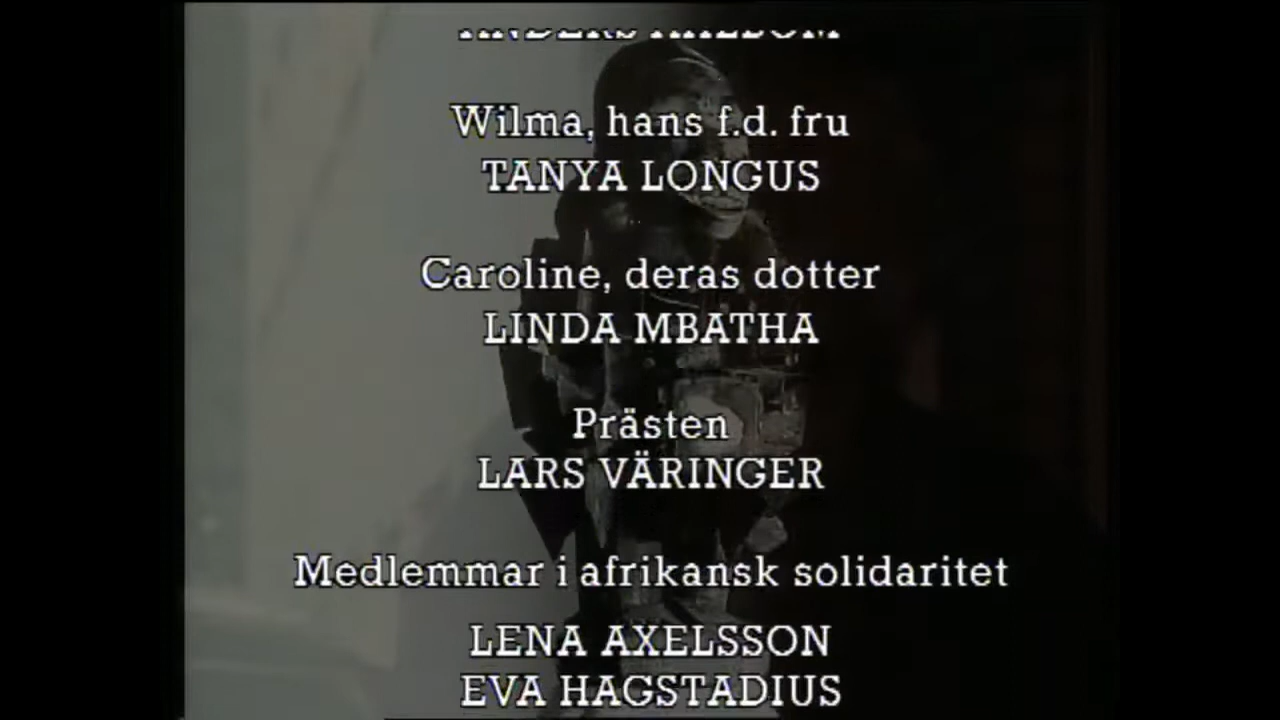 Wilma, hans f.d. fru
TANYA LONGUS
Caroline, deras dotter
LINDA MBATHA
Prästen
LARS VÄRINGER
Medlemmar i afrikansk solidaritet
LENA AXELSSON
EVA HAGSTADIUS